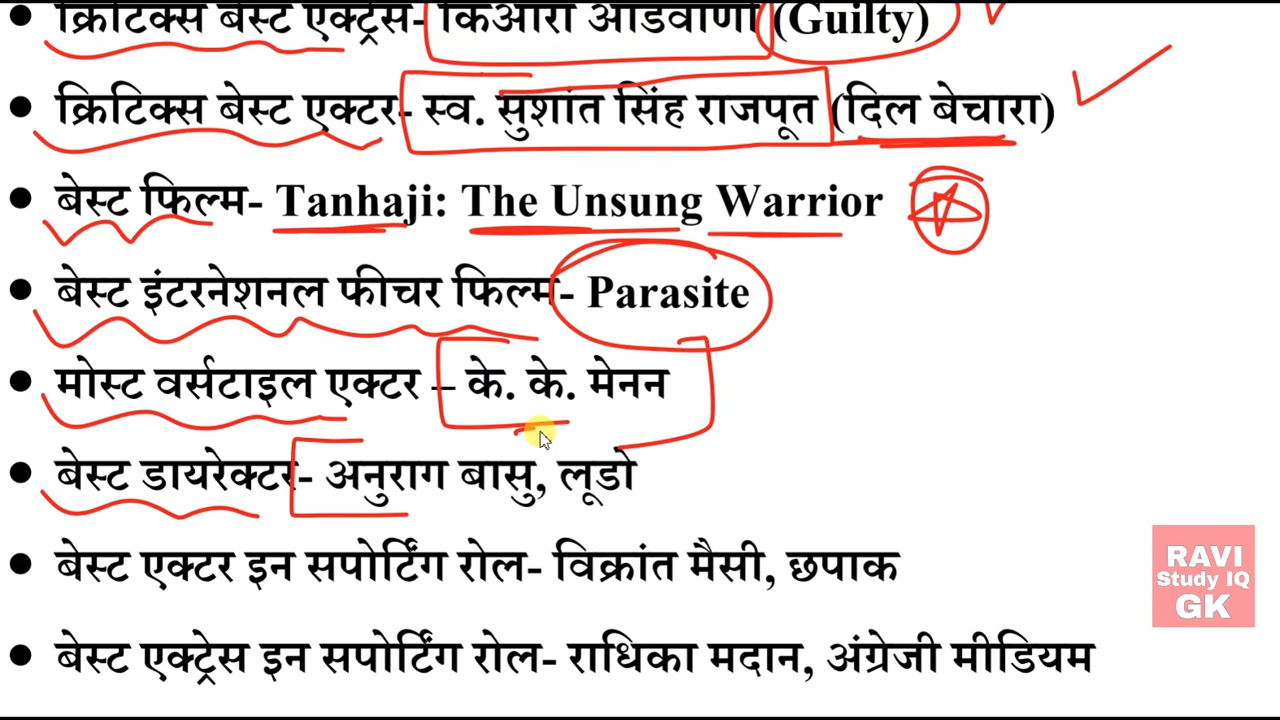 • क्रिटिक्स बेस्ट एक्ट्रेस- किआरा आडवाणी (Guilty)
• क्रिटिक्स बेस्ट एक्टर- स्व. सुशांत सिंह राजपूत (दिल बेचारा)
• बेस्ट फिल्म- Tanhaji: The Unsung Warrior
• बेस्ट इंटरनेशनल फीचर फिल्म- Parasite
• मोस्ट वर्सटाइल एक्टर – के. के. मेनन
• बेस्ट डायरेक्टर- अनुराग बासु, लूडो
• बेस्ट एक्टर इन सपोर्टिंग रोल- विक्रांत मैसी, छपाक
• बेस्ट एक्ट्रेस इन सपोर्टिंग रोल- राधिका मदान, अंग्रेजी मीडियम
RAVI
Study IQ
GK